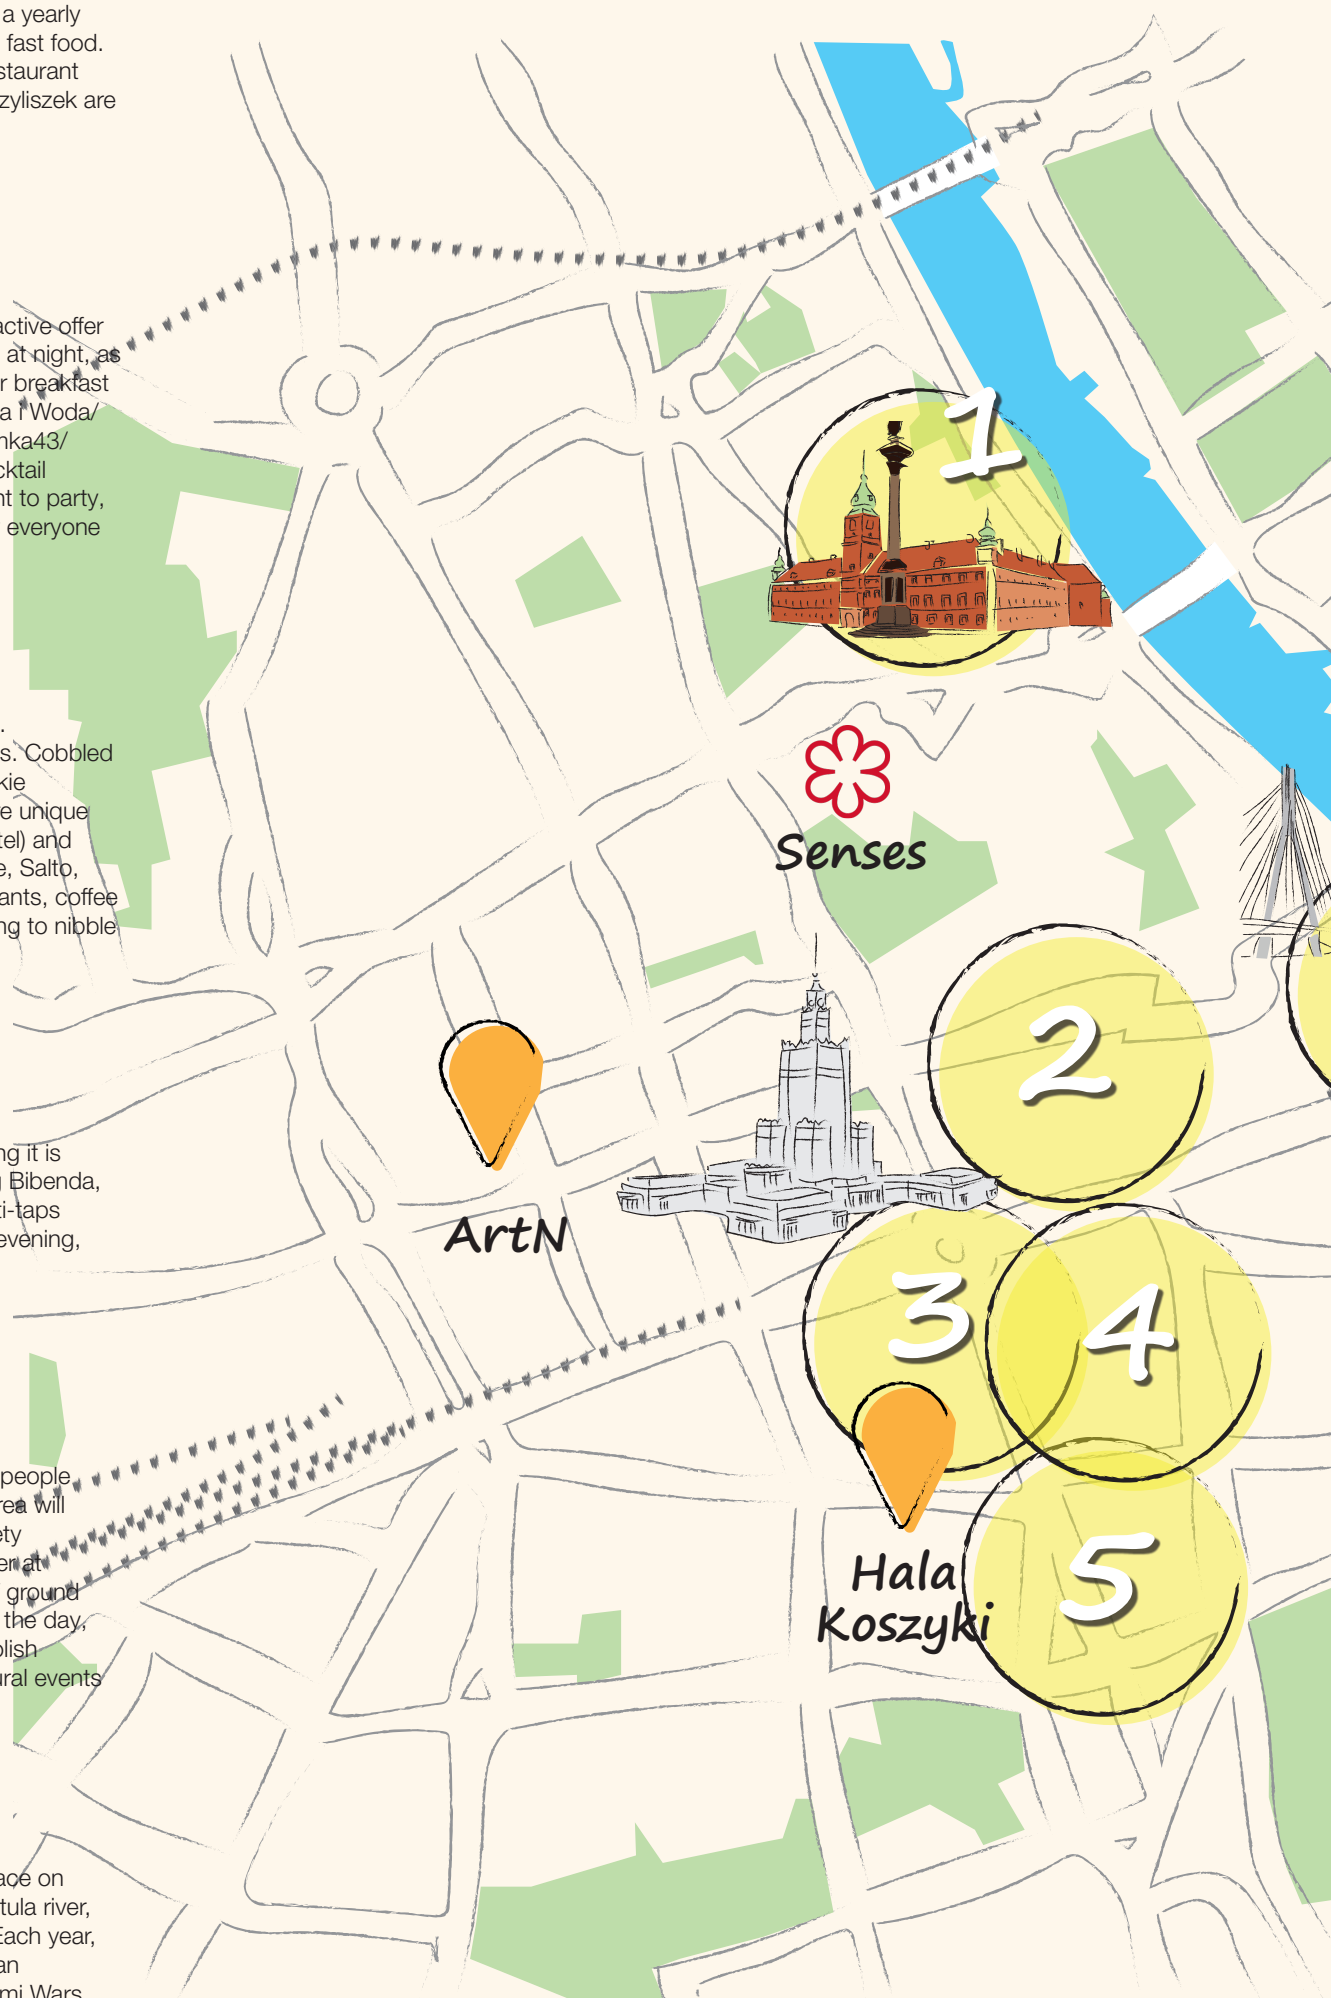 a yearly
fast food.
staurant
zyliszek are
active offer
at night, as
r breakfast
a i Woda/
nka43/
cktail
nt to party,
everyone
.
s. Cobbled
kie
e unique
tel) and
e, Salto,
ants, coffee
ng to nibble
ng it is
g Bibenda,
ti-taps
evening,
people
rea will
ety
er at
ground
the day,
olish
ural events
ace on
tula river,
Each year,
an
mi Wars
1
Senses
2
ArtN
3
4
5
Hala
Koszyki